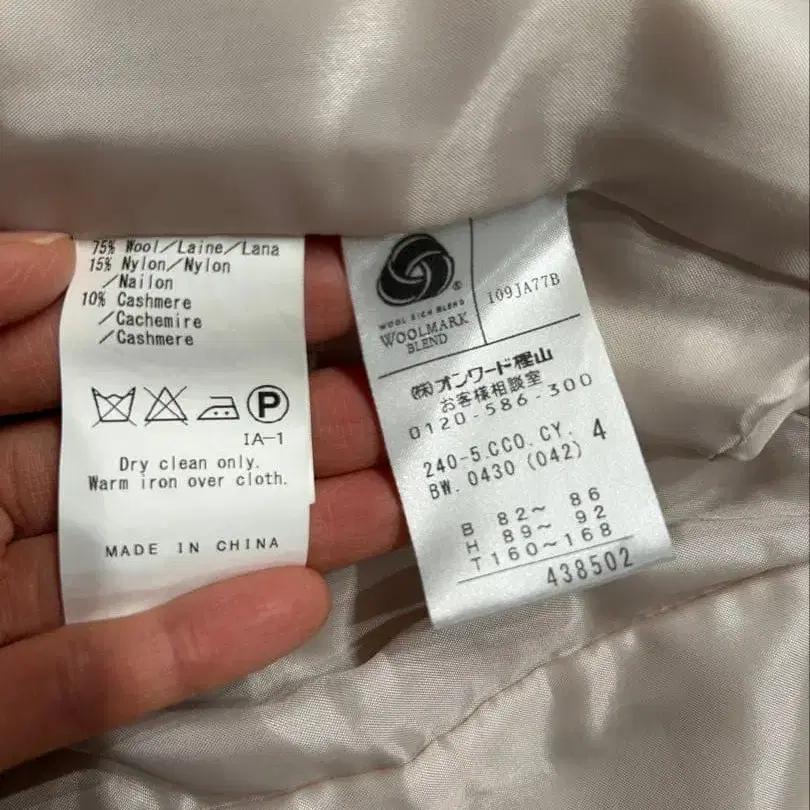 75% Wool/Laine/Lana
15% Nylon/Nylon
/Nailon
10% Cashmere
/Cachemire
/Cashmere
P
IA-1
Dry clean only.
Warm iron over cloth.
MADE IN CHINA
WOOL RICH BLEND
WOOLMARK
BLEND
109JA77B
(株)オンワード樫山
お客様相談室
0120-586-300
240-5.CCO.CY. 4
BW.0430 (042)
B 82~ 86
H 89~ 92
T160~168
438502